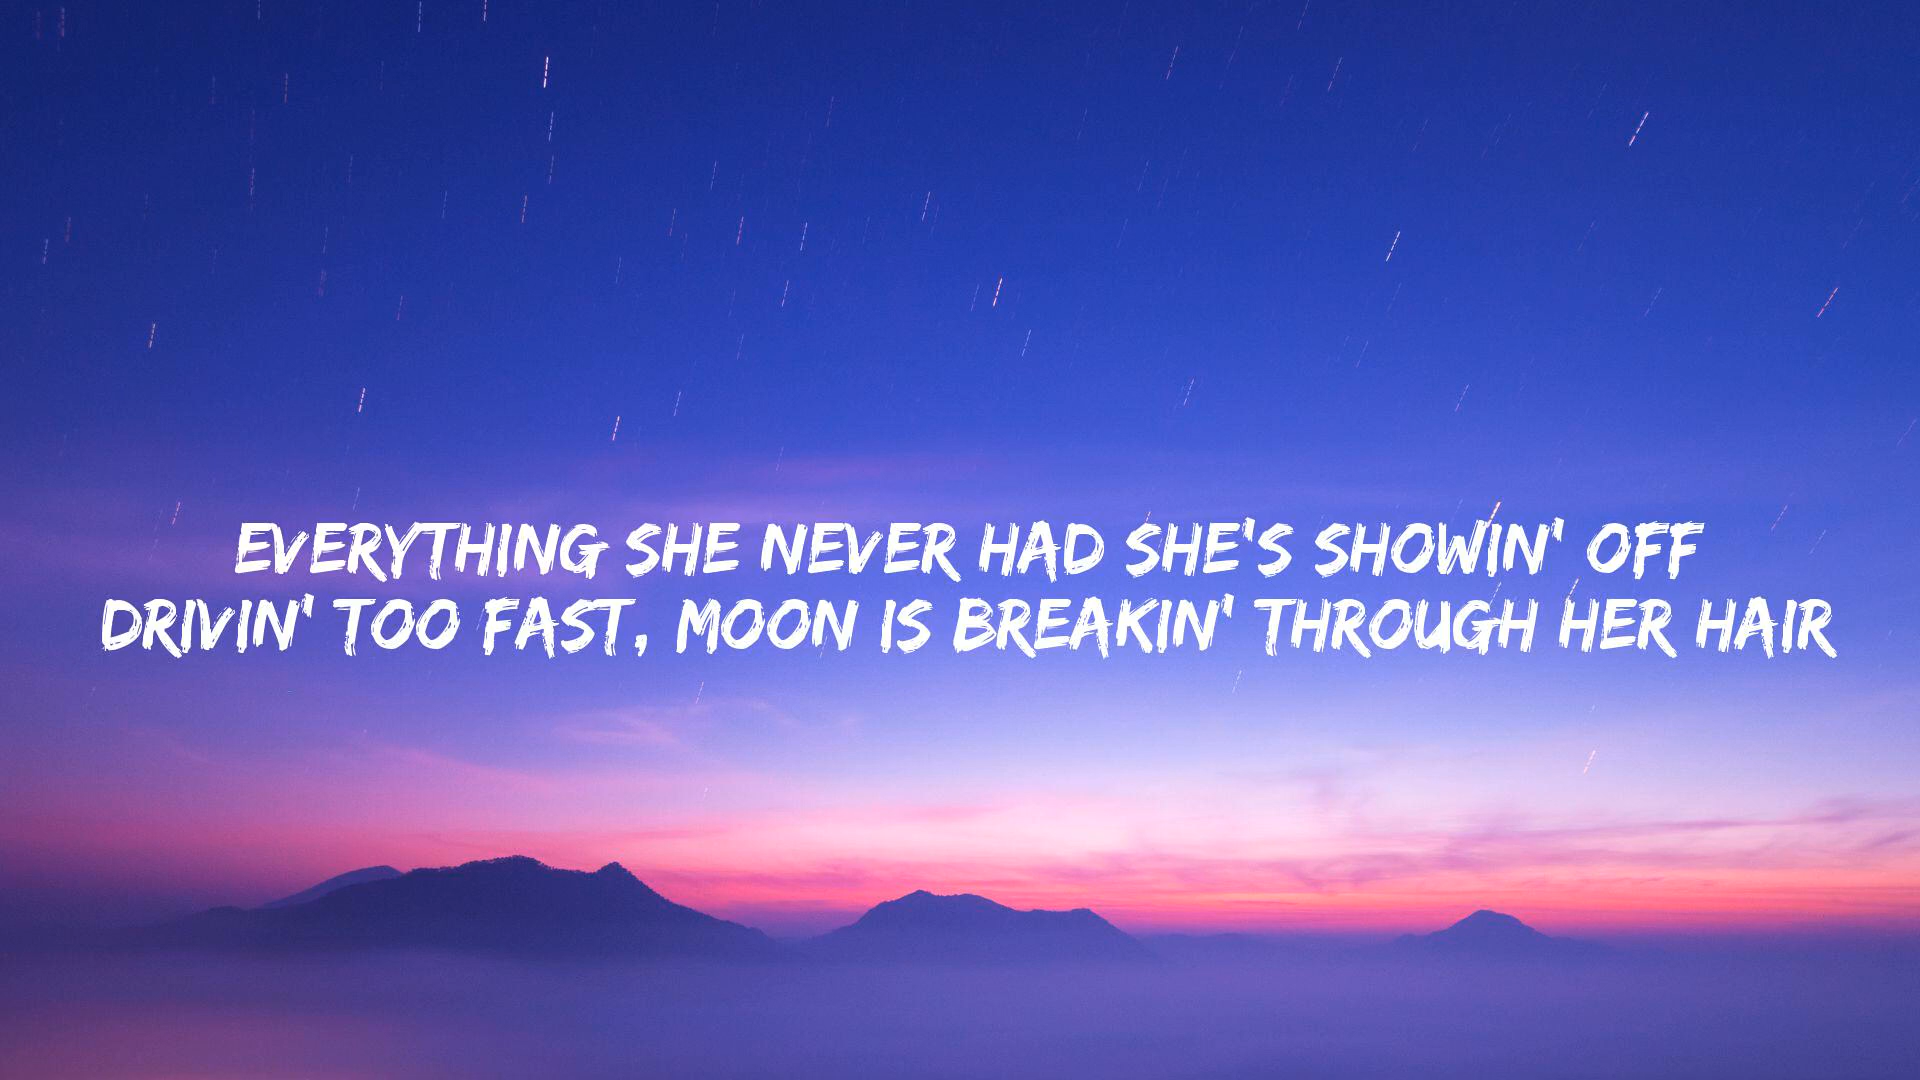 EVERYTHING SHE NEVER HAD SHE'S SHOWIN' OFF
DRIVIN' TOO FAST, MOON IS BREAKIN' THROUGH HER HAIR